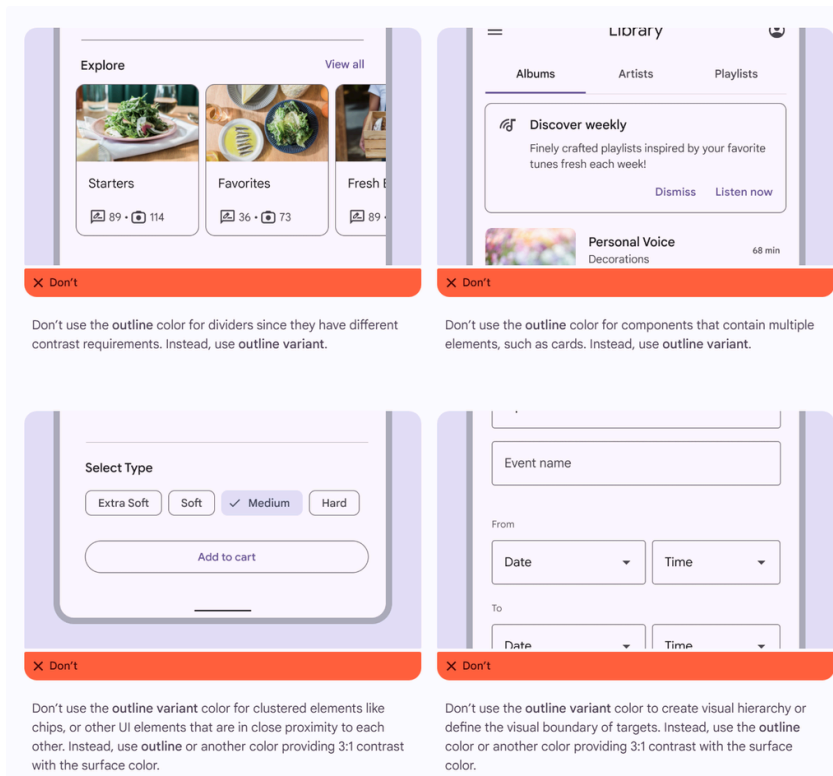 Explore
View all
Starters
89 • 114
Favorites
36 • 73
Fresh
89 •
✕ Don't
Don't use the outline color for dividers since they have different
contrast requirements. Instead, use outline variant.
Library
Albums
Artists
Playlists
Discover weekly
Finely crafted playlists inspired by your favorite
tunes fresh each week!
Dismiss
Listen now
Personal Voice
Decorations
68 min
✕ Don't
Don't use the outline color for components that contain multiple
elements, such as cards. Instead, use outline variant.
Select Type
Extra Soft
Soft
Medium
Hard
Add to cart
✕ Don't
Don't use the outline variant color for clustered elements like
chips, or other UI elements that are in close proximity to each
other. Instead, use outline or another color providing 3:1 contrast
with the surface color.
Event name
From
Date
Time
To
Date
Time
✕ Don't
Don't use the outline variant color to create visual hierarchy or
define the visual boundary of targets. Instead, use the outline
color or another color providing 3:1 contrast with the surface
color.